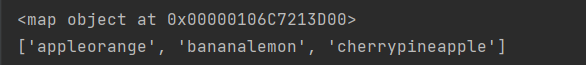 <map object at 0x00000106C7213D00>
['appleorange', 'bananalemon', 'cherrypineapple']